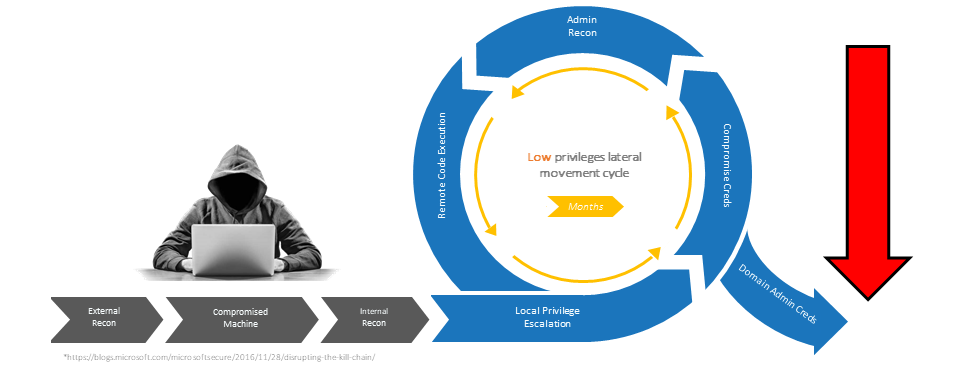 Admin
Recon
Remote Code Execution
Compromise Creds
Low privileges lateral
movement cycle
Months
Domain Admin Creds
External
Recon
Compromised
Machine
Internal
Recon
Local Privilege
Escalation
*https://blogs.microsoft.com/microsoftsecure/2016/11/28/disrupting-the-kill-chain/